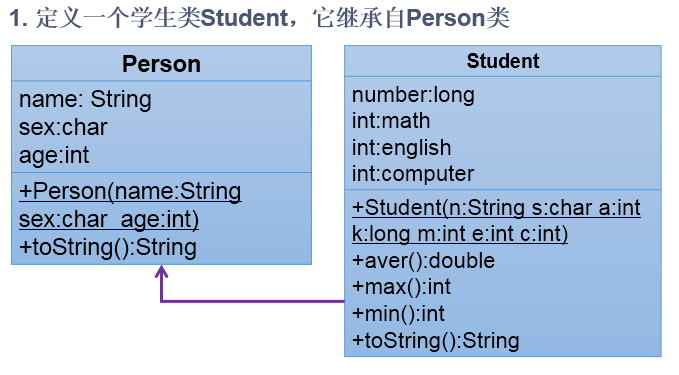 1. 定义一个学生类Student，它继承自Person类
Person
name: String
sex:char
age:int
+Person(name:String
sex:char age:int)
+toString():String
Student
number:long
int:math
int:english
int:computer
+Student(n:String s:char a:int
k:long m:int e:int c:int)
+aver():double
+max():int
+min():int
+toString():String